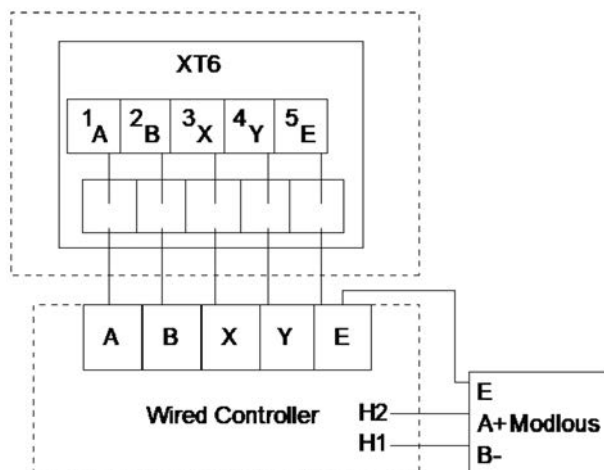 XT6
1A 2B 3X 4Y 5E
A B X Y E
E
Wired Controller H2 A+ Modlous
H1 B-